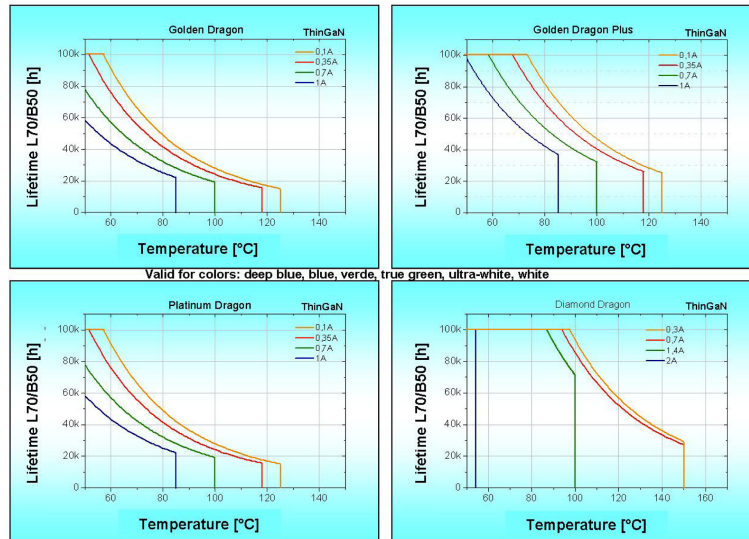 Golden Dragon
ThinGaN
0,1A
0,35A
0,7A
1A
Lifetime L70/B50 [h]
100k
80k
60k
40k
20k
0
60 80 100 120 140
Temperature [°C]
Golden Dragon Plus
ThinGaN
0,1A
0,35A
0,7A
1A
Lifetime L70/B50 [h]
100k
80k
60k
40k
20k
0
60 80 100 120 140
Temperature [°C]
Valid for colors: deep blue, blue, verde, true green, ultra-white, white
Platinum Dragon
ThinGaN
0,1A
0,35A
0,7A
1A
Lifetime L70/B50 [h]
100k
80k
60k
40k
20k
0
60 80 100 120 140
Temperature [°C]
Diamond Dragon
ThinGaN
0,3A
0,7A
1,4A
2A
Lifetime L70/B50 [h]
100k
80k
60k
40k
20k
0
60 80 100 120 140 160
Temperature [°C]